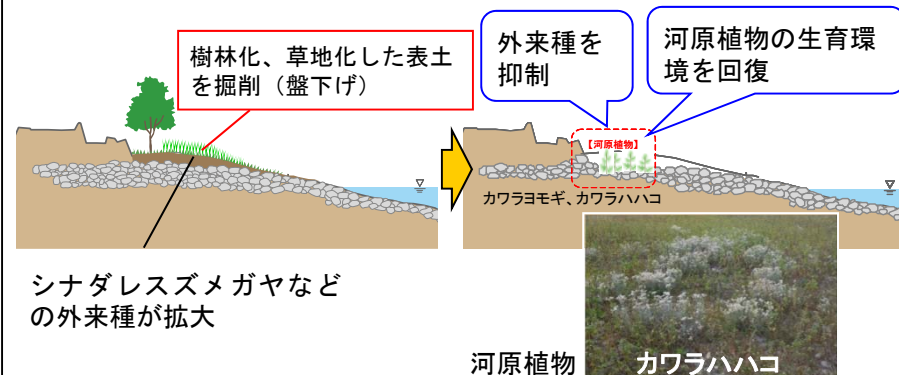 樹林化、草地化した表土
を掘削（盤下げ）
外来種を
抑制
河原植物の生育環
境を回復
【河原植物】
カワラヨモギ、カワラハハコ
シナダレスズメガヤなど
の外来種が拡大
河原植物
カワラハハコ